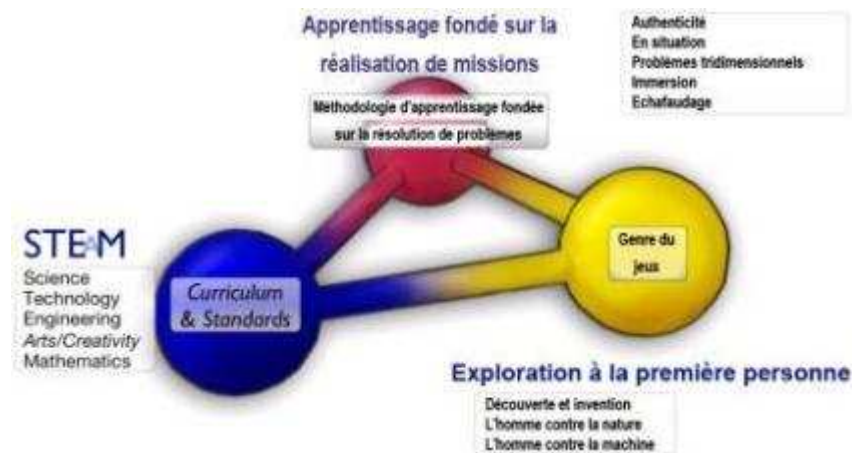 Apprentissage fondé sur la
réalisation de missions
Méthodologie d'apprentissage fondée
sur la résolution de problèmes
Authenticité
En situation
Problèmes tridimensionnels
Immersion
Echafaudage
STEAM
Science
Technology
Engineering
Arts/Creativity
Mathematics
Curriculum
& Standards
Genre du
jeus
Exploration à la première personne
Découverte et invention
L'homme contre la nature
L'homme contre la machine